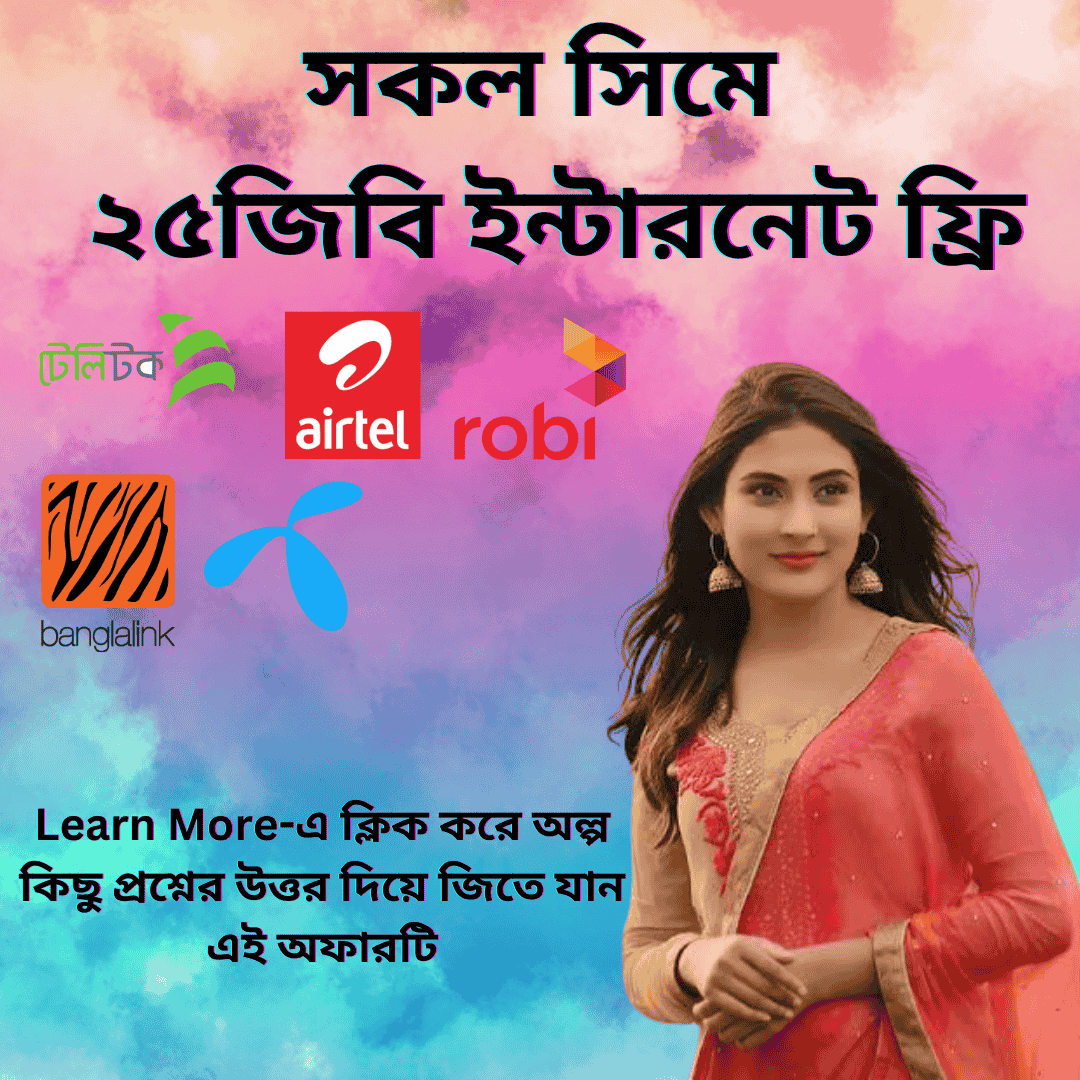 সকল সিমে
২৫জিবি ইন্টারনেট ফ্রি
টেলিটক
airtel
robi
banglalink
Learn More-এ ক্লিক করে অল্প
কিছু প্রশ্নের উত্তর দিয়ে জিতে যান
এই অফারটি